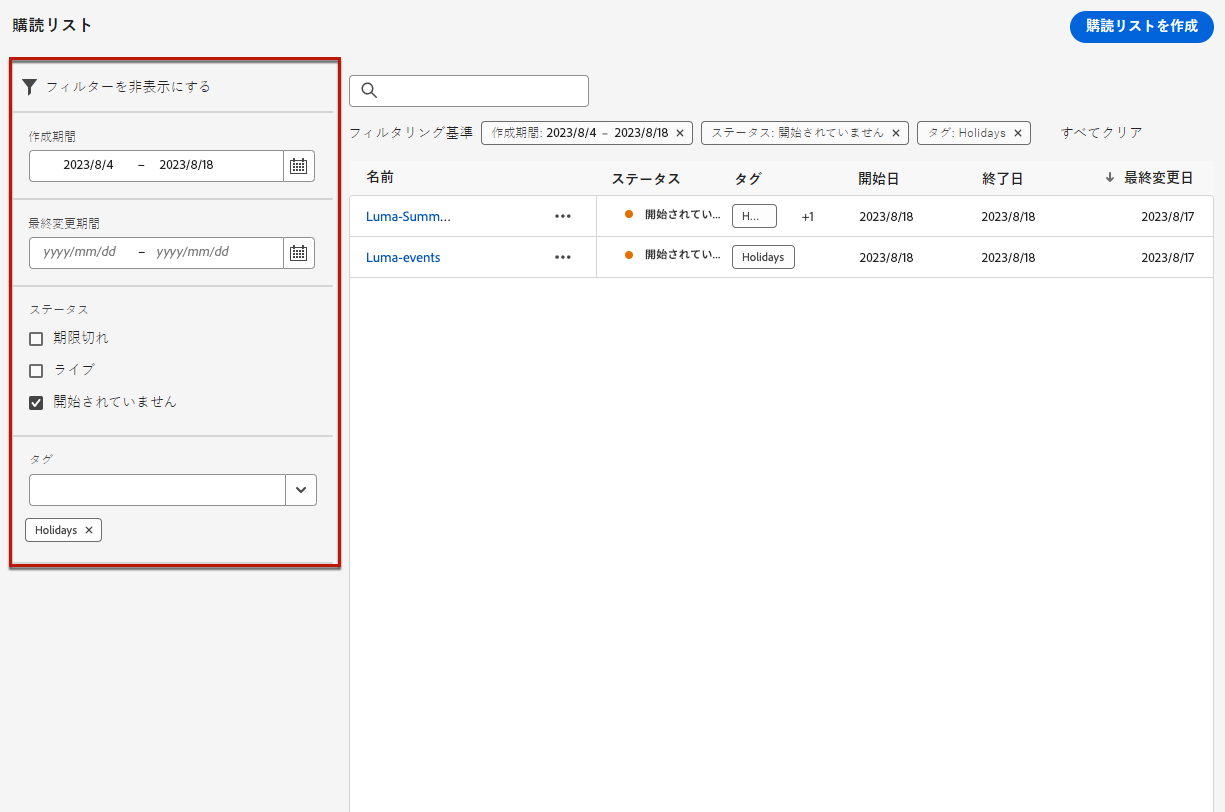 購読リスト
購読リストを作成
フィルターを非表示にする
作成期間
2023/8/4 – 2023/8/18
最終変更期間
yyyy/mm/dd – yyyy/mm/dd
ステータス
期限切れ
ライブ
開始されていません
タグ
Holidays ×
フィルタリング基準 作成期間: 2023/8/4 – 2023/8/18 × ステータス: 開始されていません × タグ: Holidays × すべてクリア
名前 ステータス タグ 開始日 終了日 ↓ 最終変更日
Luma-Summ... ••• 開始されてい... H... +1 2023/8/18 2023/8/18 2023/8/17
Luma-events ••• 開始されてい... Holidays 2023/8/18 2023/8/18 2023/8/17